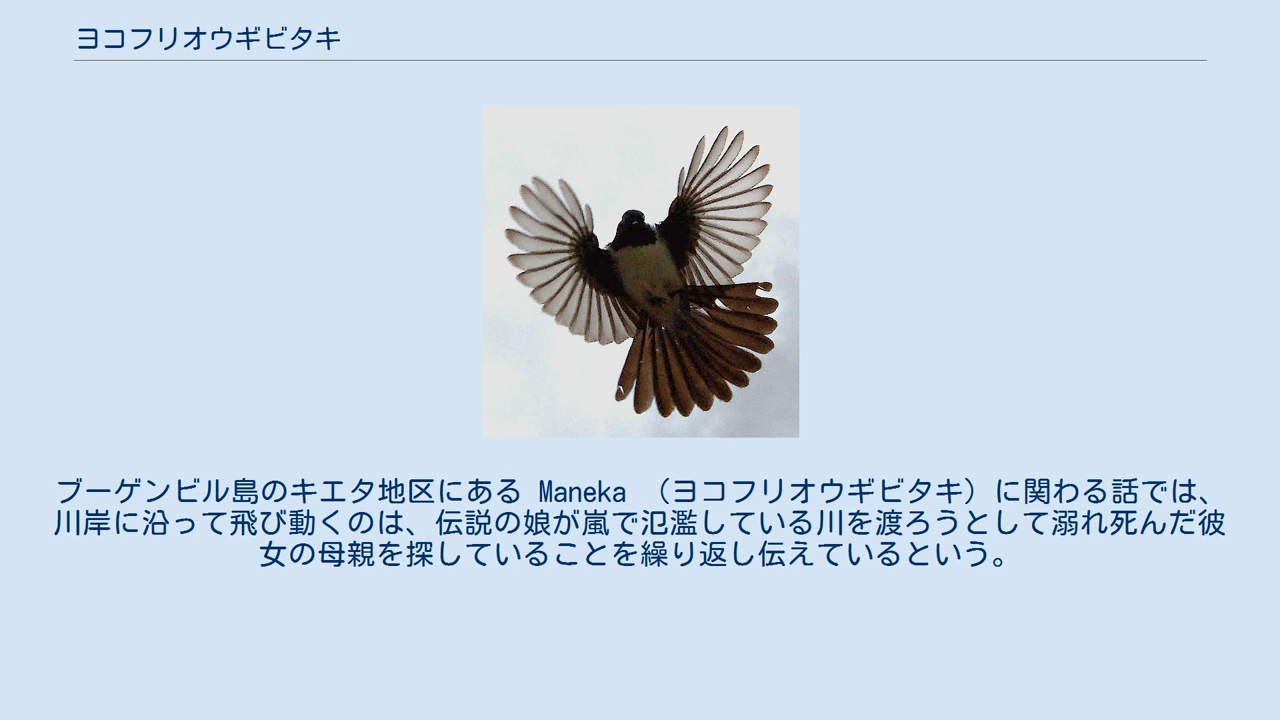 ヨコフリオウギビタキ
ブーゲンビル島のキエタ地区にある Maneka （ヨコフリオウギビタキ）に関わる話では、
川岸に沿って飛び動くのは、伝説の娘が嵐で氾濫している川を渡ろうとして溺れ死んだ彼
女の母親を探していることを繰り返し伝えているという。